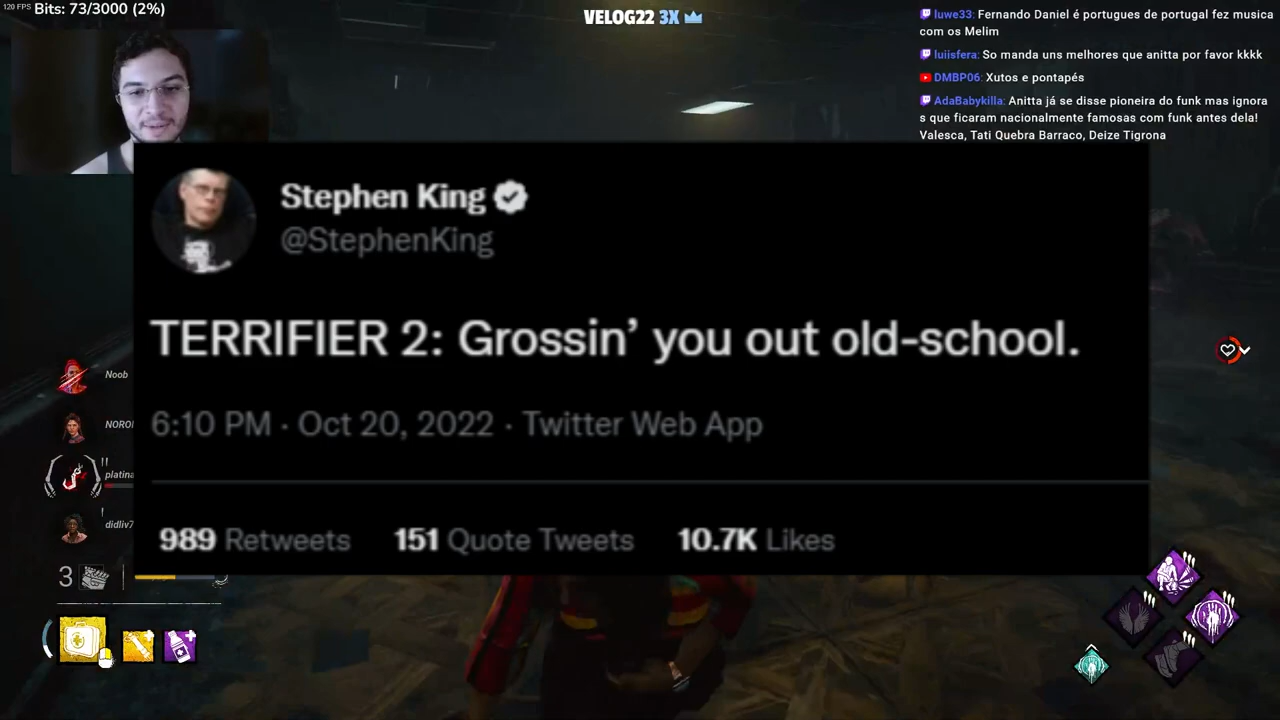 120 FPS
Bits: 73/3000 (2%)
VELOG22 3X
luwe33: Fernando Daniel é portugues de portugal fez musica
com os Melim
luiisfera: So manda uns melhores que anitta por favor kkkk
DMBP06: Xutos e pontapés
AdaBabykilla: Anitta já se disse pioneira do funk mas ignora
s que ficaram nacionalmente famosas com funk antes dela!
Valesca, Tati Quebra Barraco, Deize Tigrona
Stephen King
@StephenKing
TERRIFIER 2: Grossin’ you out old-school.
6:10 PM · Oct 20, 2022 · Twitter Web App
989 Retweets 151 Quote Tweets 10.7K Likes
Noob
NORO
platina
didliv7
3